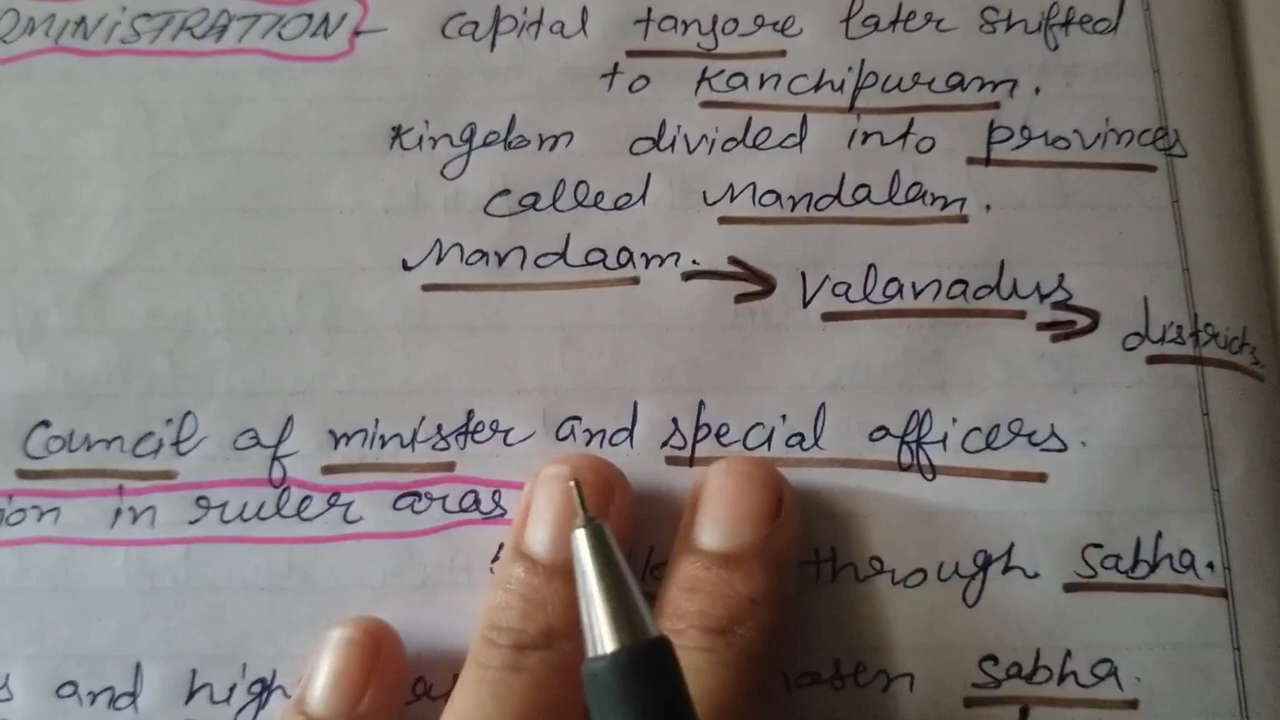 DMINISTRATION - capital tanjore later shifted
to Kanchipuram.
Kingdom divided into provinces
called Mandalam.
Mandaam. → Valanadus → districts.
Council of minister and special officers.
ion in ruler aras
through sabha.
s and high sabha.